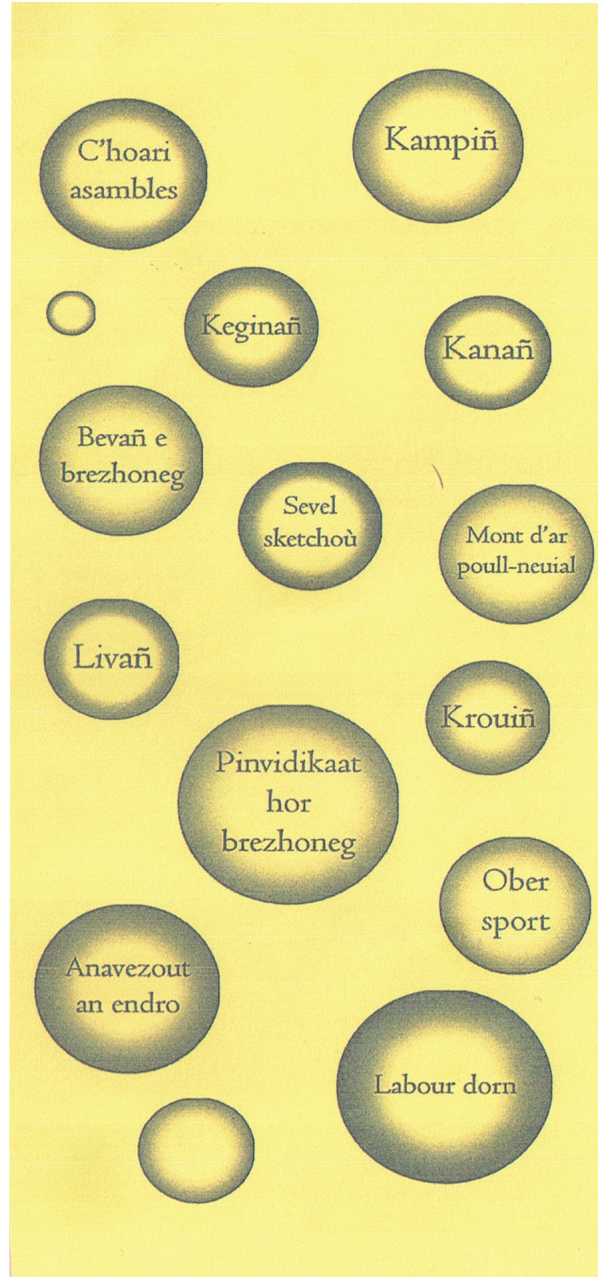 C'hoari
asambles
Kampiñ
Keginañ
Kanañ
Bevañ e
brezhoneg
Sevel
sketchoù
Mont d'ar
poull-neuial
Livañ
Krouiñ
Pinvidikaat
hor
brezhoneg
Ober
sport
Anavezout
an endro
Labour dorn